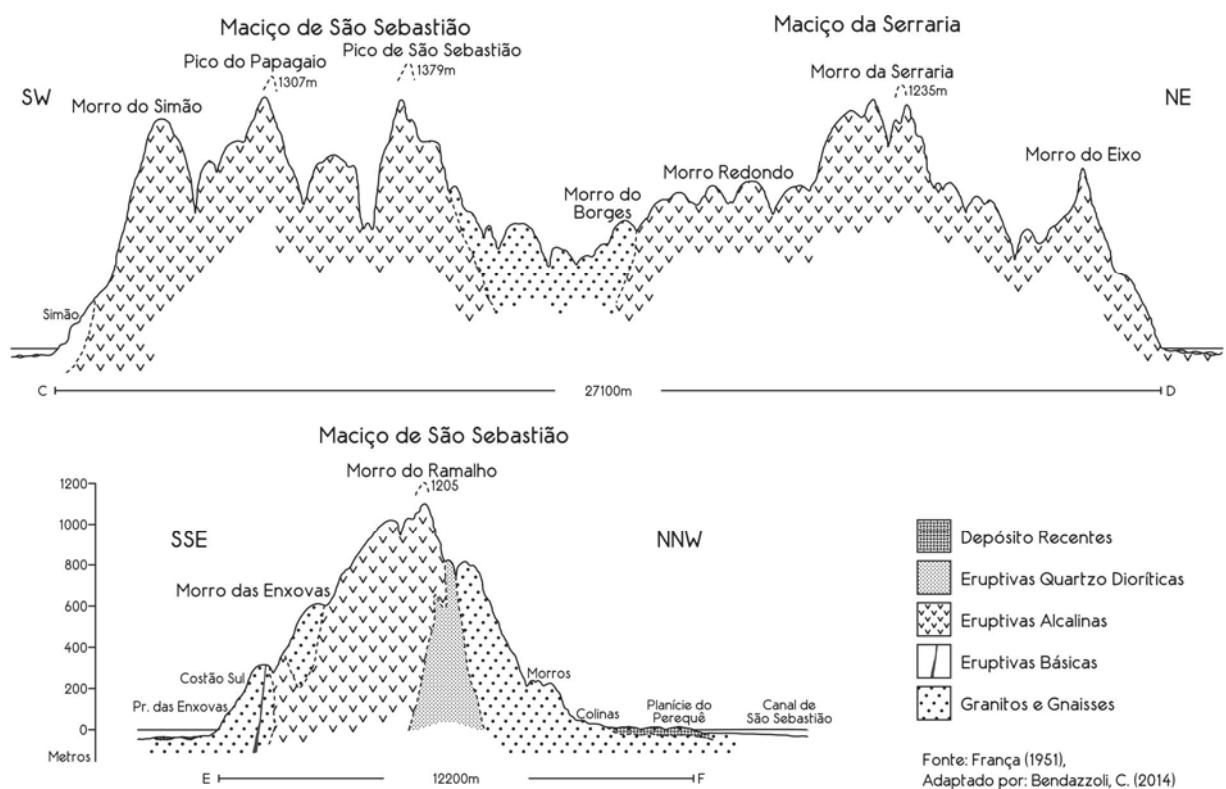 Maciço de São Sebastião
Maciço da Serraria
Pico do Papagaio
1307m
Pico de São Sebastião
1379m
Morro da Serraria
1235m
SW
NE
Morro do Simão
Morro do Eixo
Morro Redondo
Morro do
Borges
Simão
C
27100m
D
Maciço de São Sebastião
Morro do Ramalho
1205
1200
1000
800
600
400
200
0
Metros
SSE
NNW
Morro das Enxovas
Costão Sul
Pr. das Enxovas
Morros
Colinas
Planície do
Perequê
Canal de
São Sebastião
E
12200m
F
Depósito Recentes
Eruptivas Quartzo Dioríticas
Eruptivas Alcalinas
Eruptivas Básicas
Granitos e Gnaisses
Fonte: França (1951),
Adaptado por: Bendazzoli, C. (2014)